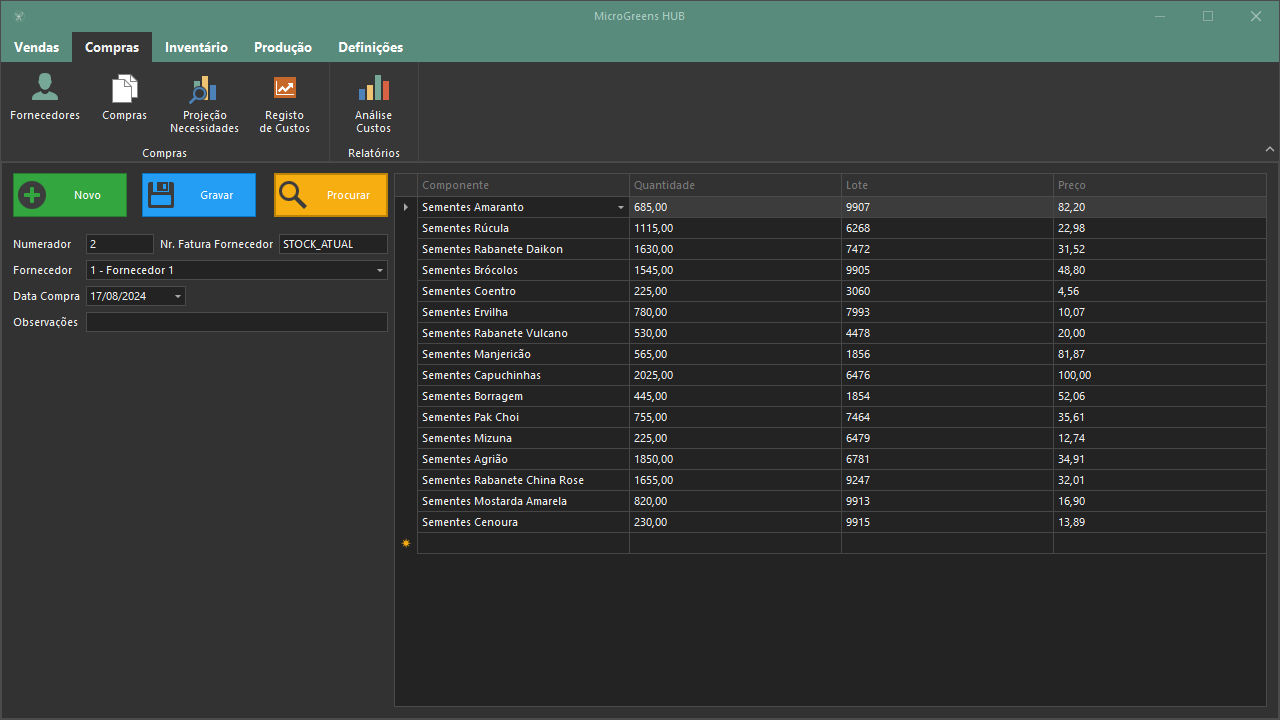 MicroGreens HUB
Vendas Compras Inventário Produção Definições
Fornecedores Compras Projeção Necessidades Registo de Custos Análise Custos
Compras Relatórios
Novo Gravar Procurar
Numerador 2 Nr. Fatura Fornecedor STOCK_ATUAL
Fornecedor 1 - Fornecedor 1
Data Compra 17/08/2024
Observações
Componente Quantidade Lote Preço
Sementes Amaranto 685,00 9907 82,20
Sementes Rúcula 1115,00 6268 22,98
Sementes Rabanete Daikon 1630,00 7472 31,52
Sementes Brócolos 1545,00 9905 48,80
Sementes Coentro 225,00 3060 4,56
Sementes Ervilha 780,00 7993 10,07
Sementes Rabanete Vulcano 530,00 4478 20,00
Sementes Manjericão 565,00 1856 81,87
Sementes Capuchinhas 2025,00 6476 100,00
Sementes Borragem 445,00 1854 52,06
Sementes Pak Choi 755,00 7464 35,61
Sementes Mizuna 225,00 6479 12,74
Sementes Agrião 1850,00 6781 34,91
Sementes Rabanete China Rose 1655,00 9247 32,01
Sementes Mostarda Amarela 820,00 9913 16,90
Sementes Cenoura 230,00 9915 13,89